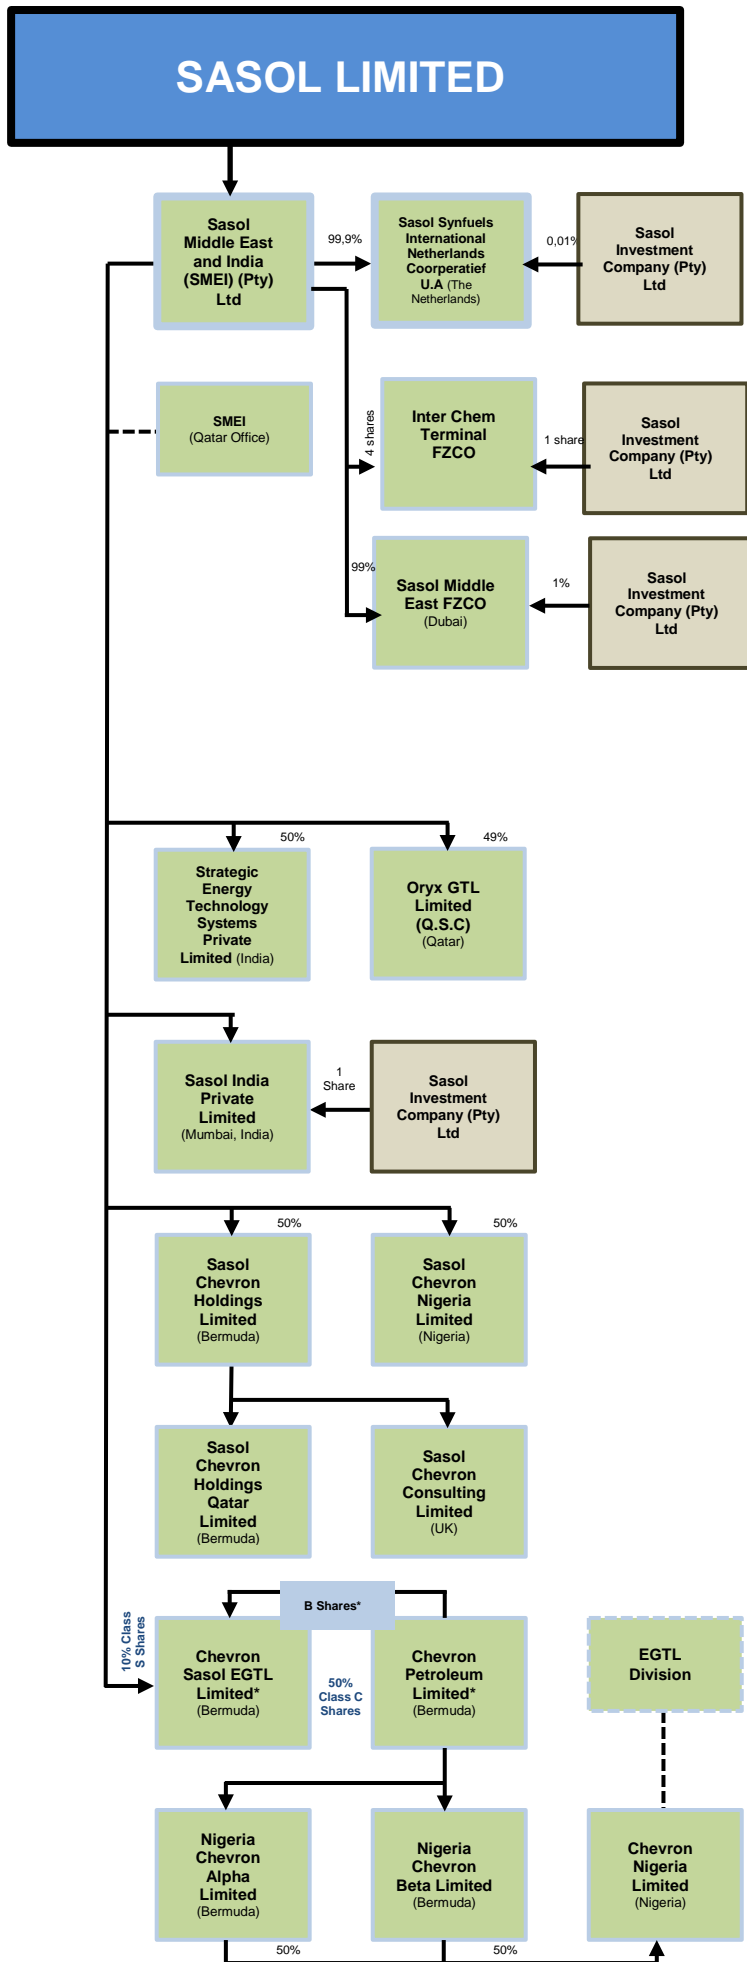 SASOL LIMITED
Sasol
Middle East
and India
(SMEI) (Pty)
Ltd
99,9%
Sasol Synfuels
International
Netherlands
Coorperatief
U.A (The
Netherlands)
0,01%
Sasol
Investment
Company (Pty)
Ltd
SMEI
(Qatar Office)
4 shares
Inter Chem
Terminal
FZCO
1 share
Sasol
Investment
Company (Pty)
Ltd
99%
Sasol Middle
East FZCO
(Dubai)
1%
Sasol
Investment
Company (Pty)
Ltd
50%
49%
Strategic
Energy
Technology
Systems
Private
Limited (India)
Oryx GTL
Limited
(Q.S.C)
(Qatar)
Sasol India
Private
Limited
(Mumbai, India)
1
Share
Sasol
Investment
Company (Pty)
Ltd
50%
50%
Sasol
Chevron
Holdings
Limited
(Bermuda)
Sasol
Chevron
Nigeria
Limited
(Nigeria)
Sasol
Chevron
Holdings
Qatar
Limited
(Bermuda)
Sasol
Chevron
Consulting
Limited
(UK)
B Shares*
10% Class
S Shares
Chevron
Sasol EGTL
Limited*
(Bermuda)
50%
Class C
Shares
Chevron
Petroleum
Limited*
(Bermuda)
EGTL
Division
Nigeria
Chevron
Alpha
Limited
(Bermuda)
Nigeria
Chevron
Beta Limited
(Bermuda)
Chevron
Nigeria
Limited
(Nigeria)
50%
50%